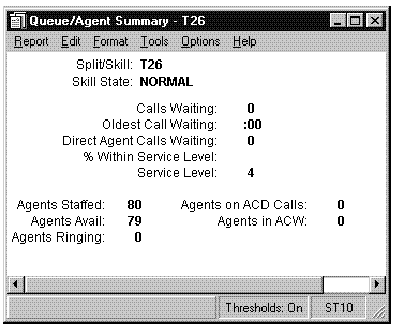 Queue/Agent Summary - T26
Report Edit Format Tools Options Help
Split/Skill: T26
Skill State: NORMAL
Calls Waiting: 0
Oldest Call Waiting: :00
Direct Agent Calls Waiting: 0
% Within Service Level:
Service Level: 4
Agents Staffed: 80 Agents on ACD Calls: 0
Agents Avail: 79 Agents in ACW: 0
Agents Ringing: 0
Thresholds: On ST10